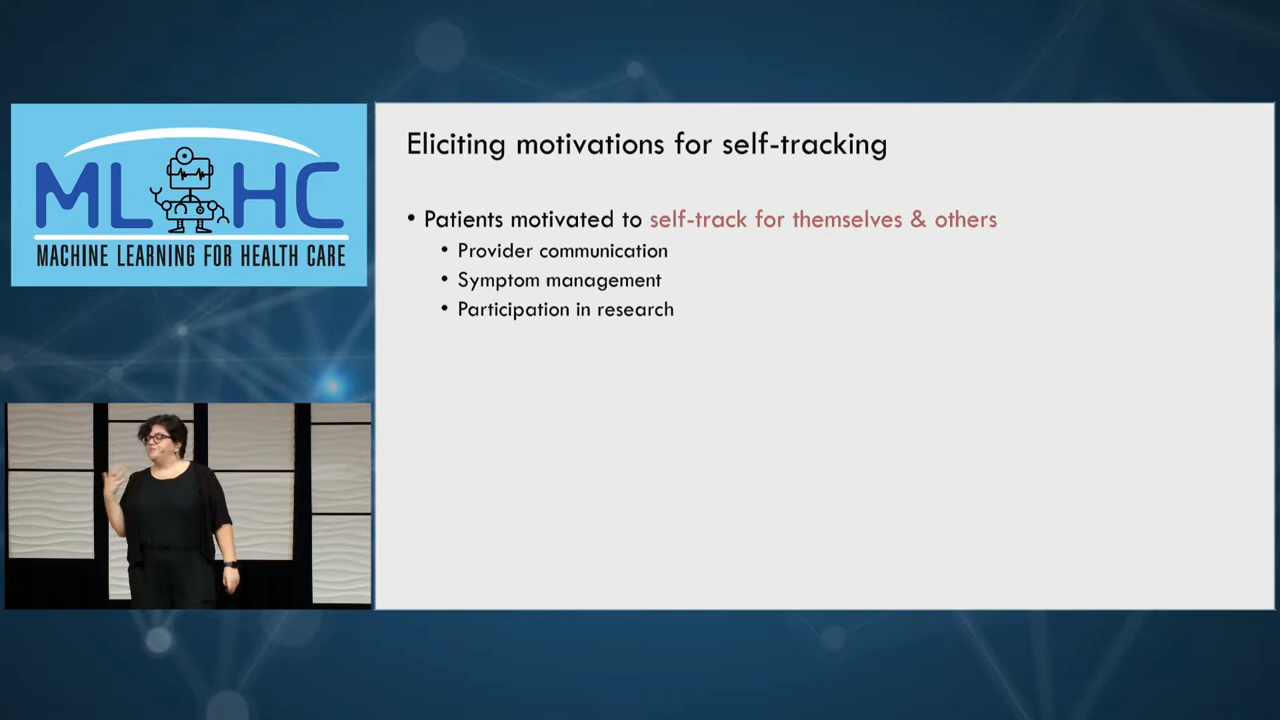 ML HC
MACHINE LEARNING FOR HEALTH CARE
Eliciting motivations for self-tracking
• Patients motivated to self-track for themselves & others
• Provider communication
• Symptom management
• Participation in research